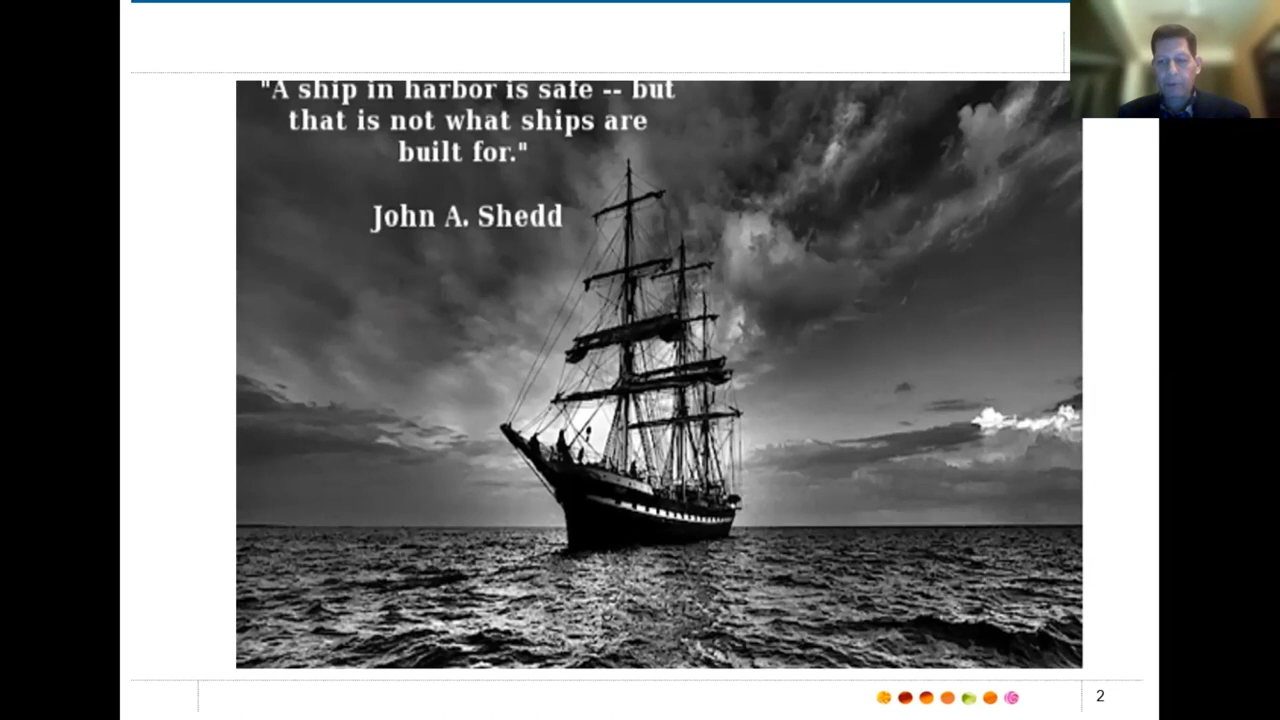 "A ship in harbor is safe -- but
that is not what ships are
built for."
John A. Shedd
2